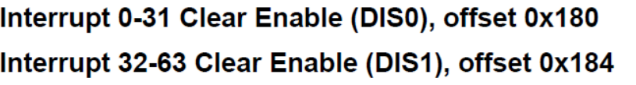 Interrupt 0-31 Clear Enable (DIS0), offset 0x180
Interrupt 32-63 Clear Enable (DIS1), offset 0x184